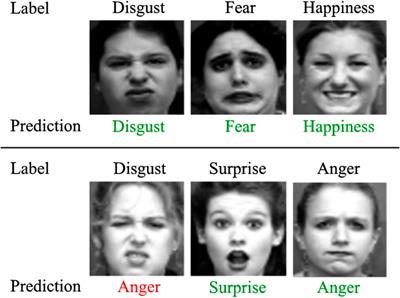 Label Disgust Fear Happiness
Prediction Disgust Fear Happiness
Label Disgust Surprise Anger
Prediction Anger Surprise Anger